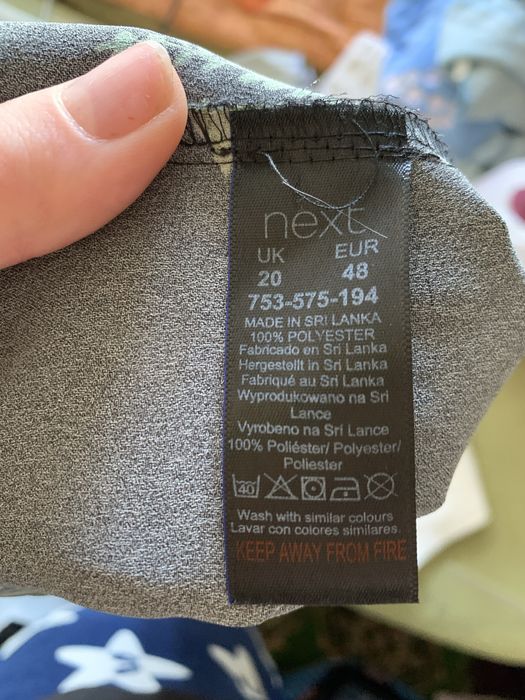 next
UK EUR
20 48
753-575-194
MADE IN SRI LANKA
100% POLYESTER
Fabricado en Sri Lanka
Hergestellt in Sri Lanka
Fabriqué au Sri Lanka
Wyprodukowano na Sri
Lance
Vyrobeno na Srí Lance
100% Poliéster/ Polyester/
Poliester
40
Wash with similar colours
Lavar con colores similares.
KEEP AWAY FROM FIRE